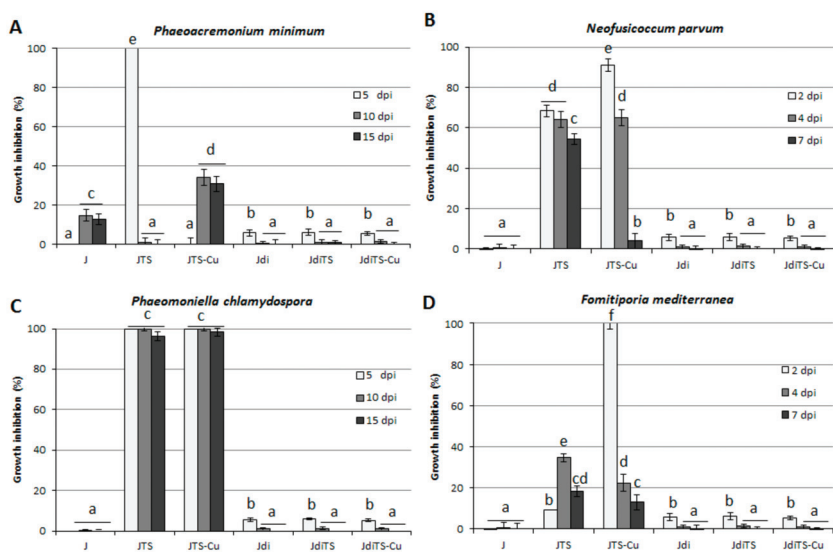 A
Phaeoacremonium minimum
Growth inhibition (%)
100
80
60
40
20
0
a
c
e
a
a
d
b
a
b
a
b
a
5 dpi
10 dpi
15 dpi
J
JTS
JTS-Cu
Jdi
JdiTS
JdiTS-Cu
B
Neofusicoccum parvum
Growth inhibition (%)
100
80
60
40
20
0
a
d
c
e
d
b
b
a
b
a
b
a
2 dpi
4 dpi
7 dpi
J
JTS
JTS-Cu
Jdi
JdiTS
JdiTS-Cu
C
Phaeomoniella chlamydospora
Growth inhibition (%)
100
80
60
40
20
0
a
c
c
b
a
b
a
b
a
5 dpi
10 dpi
15 dpi
J
JTS
JTS-Cu
Jdi
JdiTS
JdiTS-Cu
D
Fomitiporia mediterranea
Growth inhibition (%)
100
80
60
40
20
0
a
b
e
cd
f
d
c
b
a
b
a
b
a
2 dpi
4 dpi
7 dpi
J
JTS
JTS-Cu
Jdi
JdiTS
JdiTS-Cu